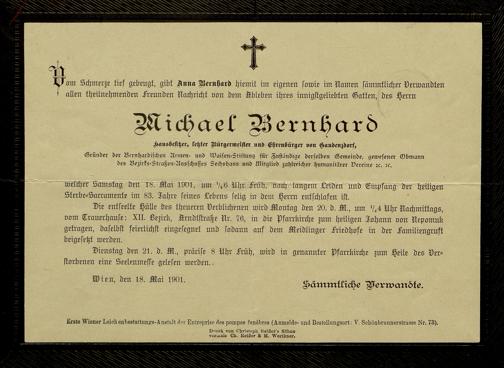 Vom Schmerze tief gebeugt, gibt Anna Bernhard hiemit im eigenen sowie im Namen sämmtlicher Verwandten
allen theilnehmenden Freunden Nachricht von dem Ableben ihres innigstgeliebten Gatten, des Herrn
Michael Bernhard
Hausbesitzer, letzter Bürgermeister und Ehrenbürger von Gaudenzdorf,
Gründer der Bernhardischen Armen- und Waisen-Stiftung für Zuständige derselben Gemeinde, gewesener Obmann
des Bezirks-Straßen-Ausschusses Sechshaus und Mitglied zahlreicher humanitärer Vereine ꝛc. ꝛc.
welcher Samstag den 18. Mai 1901, um 1/46 Uhr Früh, nach langem Leiden und Empfang der heiligen
Sterbe-Sacramente im 83. Jahre seines Lebens selig in dem Herrn entschlafen ist.
Die entseelte Hülle des theueren Verblichenen wird Montag den 20. d. M., um 1/44 Uhr Nachmittags,
vom Trauerhause: XII. Bezirk, Arndtstraße Nr. 76, in die Pfarrkirche zum heiligen Johann von Nepomuk
getragen, daselbst feierlichst eingesegnet und sodann auf dem Meidlinger Friedhofe in der Familiengruft
beigesetzt werden.
Dienstag den 21. d. M., präcise 8 Uhr Früh, wird in genannter Pfarrkirche zum Heile des Ver-
storbenen eine Seelenmesse gelesen werden.
Wien, den 18. Mai 1901.
Sämmtliche Verwandte.
Erste Wiener Leichenbestattungs-Anstalt der Entreprise des pompes funèbres (Anmelde- und Bestellungsort: V. Schönbrunnerstrasse Nr. 73).
Druck von Christoph Reißer's Söhne
vormals Ch. Reißer & M. Werthner.